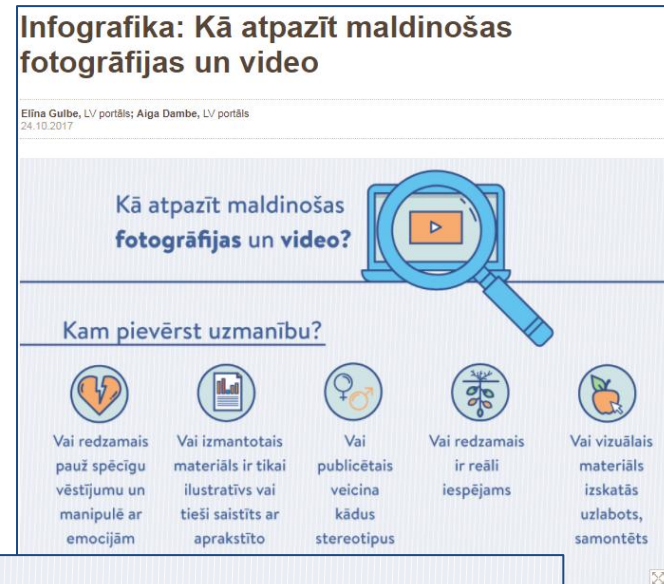 Infografika: Kā atpazīt maldinošas
fotogrāfijas un video
Elīna Gulbe, LV portāls; Aiga Dambe, LV portāls
24.10.2017
Kā atpazīt maldinošas
fotogrāfijas un video?
Kam pievērst uzmanību?
Vai redzamais
pauž spēcīgu
vēstījumu un
manipulē ar
emocijām
Vai izmantotais
materiāls ir tikai
ilustratīvs vai
tieši saistīts ar
aprakstīto
Vai
publicētais
veicina
kādus
stereotipus
Vai redzamais
ir reāli
iespējams
Vai vizuālais
materiāls
izskatās
uzlabots,
samontēts